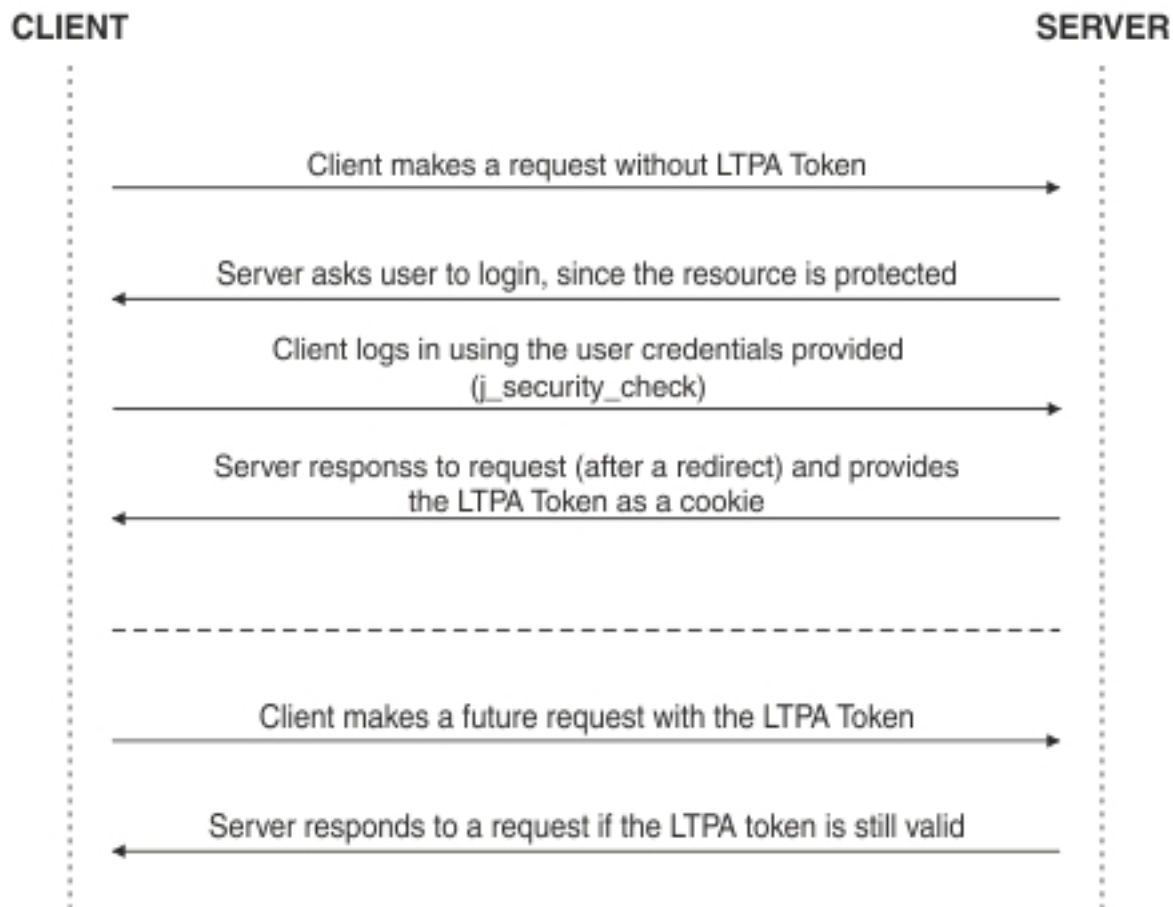 CLIENT
SERVER
Client makes a request without LTPA Token
Server asks user to login, since the resource is protected
Client logs in using the user credentials provided
(j_security_check)
Server responss to request (after a redirect) and provides
the LTPA Token as a cookie
Client makes a future request with the LTPA Token
Server responds to a request if the LTPA token is still valid